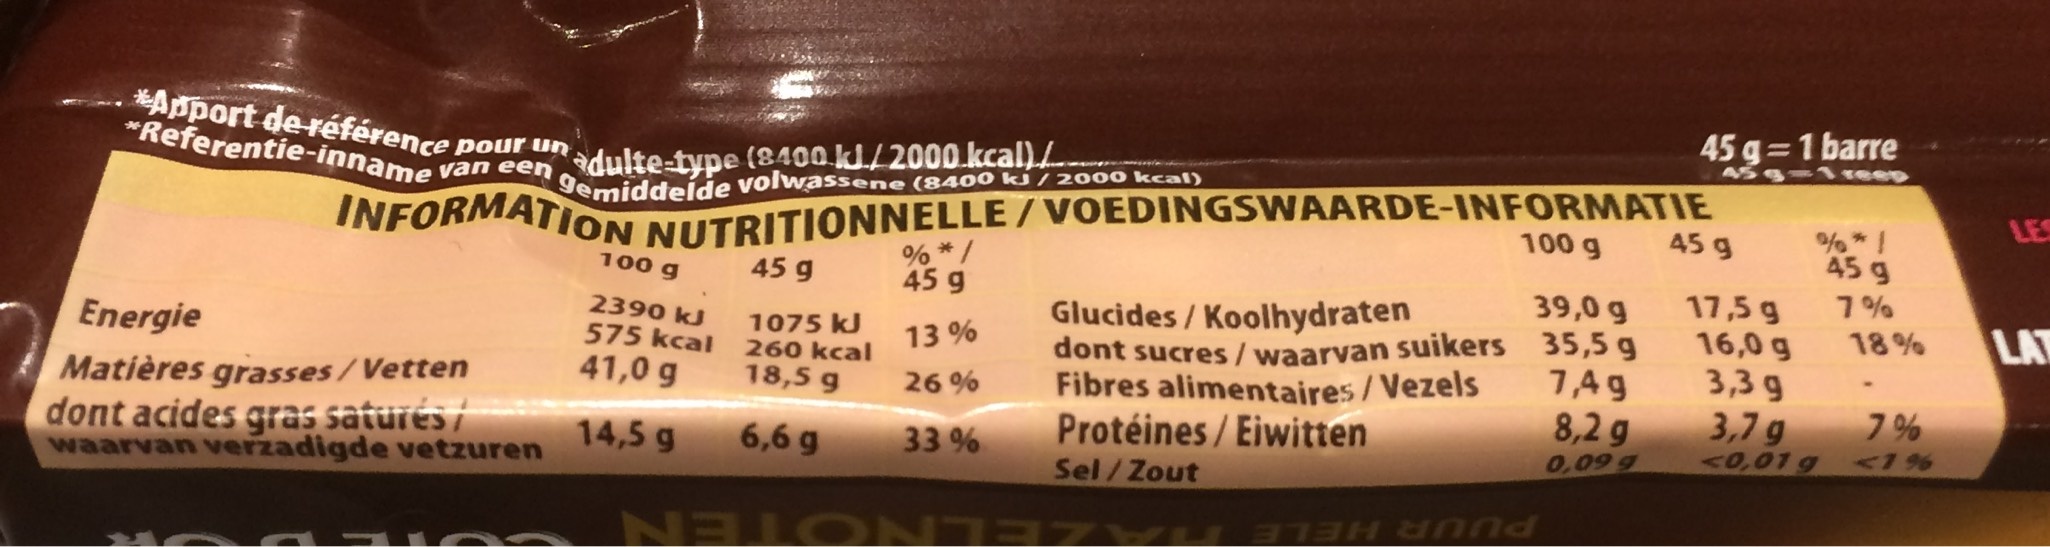 *Apport de référence pour un adulte-type (8400 kJ / 2000 kcal) /
*Referentie-inname van een gemiddelde volwassene (8400 kJ / 2000 kcal)
45 g = 1 barre
45 g = 1 reep
INFORMATION NUTRITIONNELLE / VOEDINGSWAARDE-INFORMATIE
100 g 45 g %* / 45 g
Energie 2390 kJ 1075 kJ 13 %
575 kcal 260 kcal
Matières grasses / Vetten 41,0 g 18,5 g 26 %
dont acides gras saturés /
waarvan verzadigde vetzuren 14,5 g 6,6 g 33 %
100 g 45 g %* / 45 g
Glucides / Koolhydraten 39,0 g 17,5 g 7 %
dont sucres / waarvan suikers 35,5 g 16,0 g 18 %
Fibres alimentaires / Vezels 7,4 g 3,3 g -
Protéines / Eiwitten 8,2 g 3,7 g 7 %
Sel / Zout 0,09 g <0,01 g <1 %
LES
LAT
PUUR HELE HAZELNOTEN